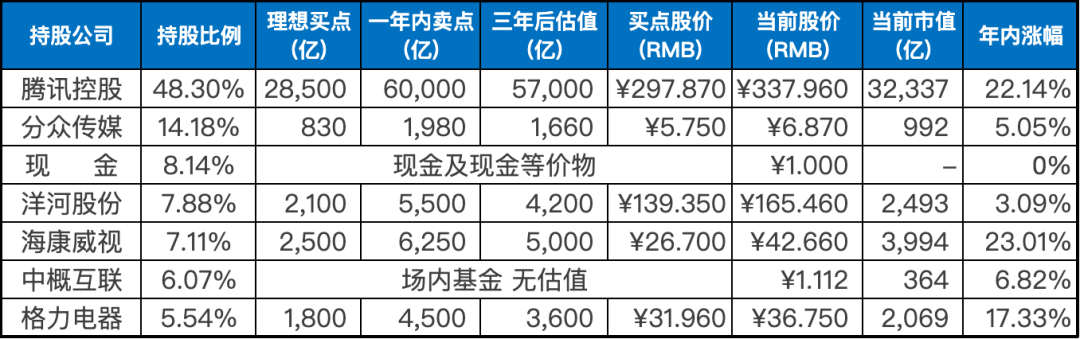 持股公司 持股比例 理想买点(亿) 一年内卖点(亿) 三年后估值(亿) 买点股价(RMB) 当前股价(RMB) 当前市值(亿) 年内涨幅
腾讯控股 48.30% 28,500 60,000 57,000 ¥297.870 ¥337.960 32,337 22.14%
分众传媒 14.18% 830 1,980 1,660 ¥5.750 ¥6.870 992 5.05%
现 金 8.14% 现金及现金等价物 ¥1.000 – 0%
洋河股份 7.88% 2,100 5,500 4,200 ¥139.350 ¥165.460 2,493 3.09%
海康威视 7.11% 2,500 6,250 5,000 ¥26.700 ¥42.660 3,994 23.01%
中概互联 6.07% 场内基金 无估值 ¥1.112 364 6.82%
格力电器 5.54% 1,800 4,500 3,600 ¥31.960 ¥36.750 2,069 17.33%